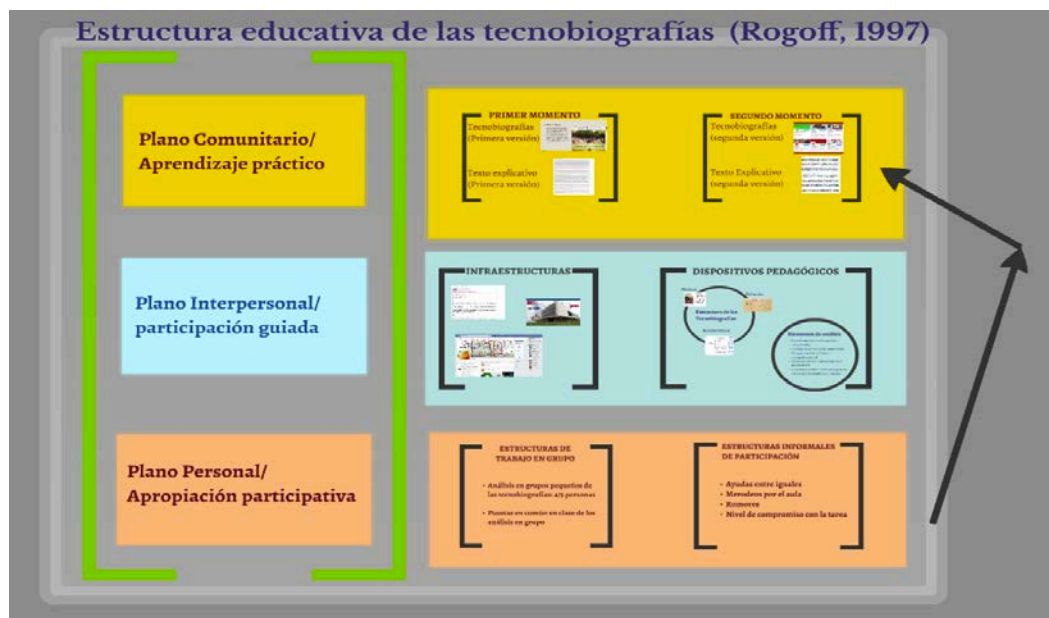 Estructura educativa de las tecnobiografías (Rogoff, 1997)
Plano Comunitario/
Aprendizaje práctico
PRIMER MOMENTO
Tecnobiografías
(Primera versión)
Texto explicativo
(Primera versión)
SEGUNDO MOMENTO
Tecnobiografías
(segunda versión)
Texto Explicativo
(segunda versión)
Plano Interpersonal/
participación guiada
INFRAESTRUCTURAS
DISPOSITIVOS PEDAGÓGICOS
Estructura de las
Tecnobiografías
Plano Personal/
Apropiación participativa
ESTRUCTURAS DE
TRABAJO EN GRUPO
• Análisis en grupos pequeños de
las tecnobiografías: 4/5 personas
• Puestas en común en clase de los
análisis en grupo
ESTRUCTURAS INFORMALES
DE PARTICIPACIÓN
• Ayudas entre iguales
• Merodeos por el aula
• Rumores
• Nivel de compromiso con la tarea